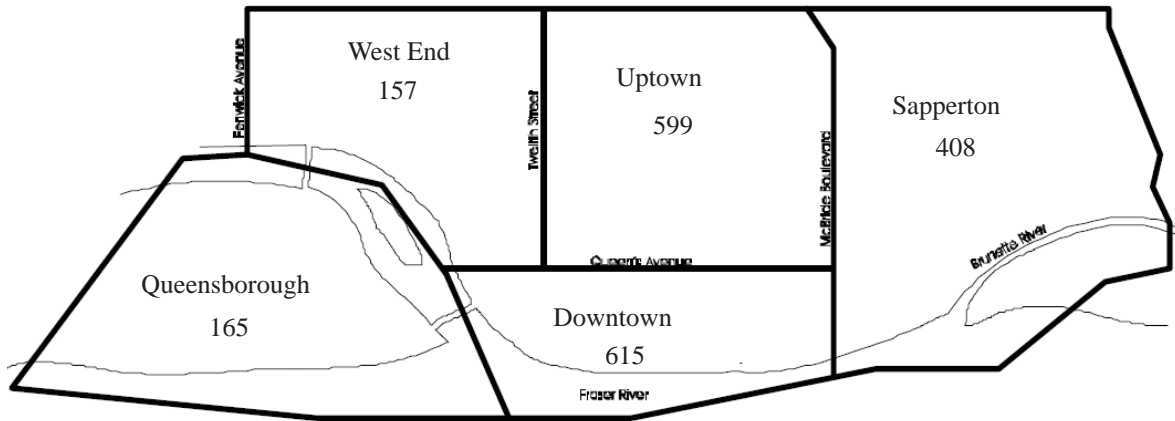 West End
157
Uptown
599
Sapperton
408
Fenwick Avenue
Twelfth Street
McBride Boulevard
Queen's Avenue
Brunette River
Queensborough
165
Downtown
615
Fraser River